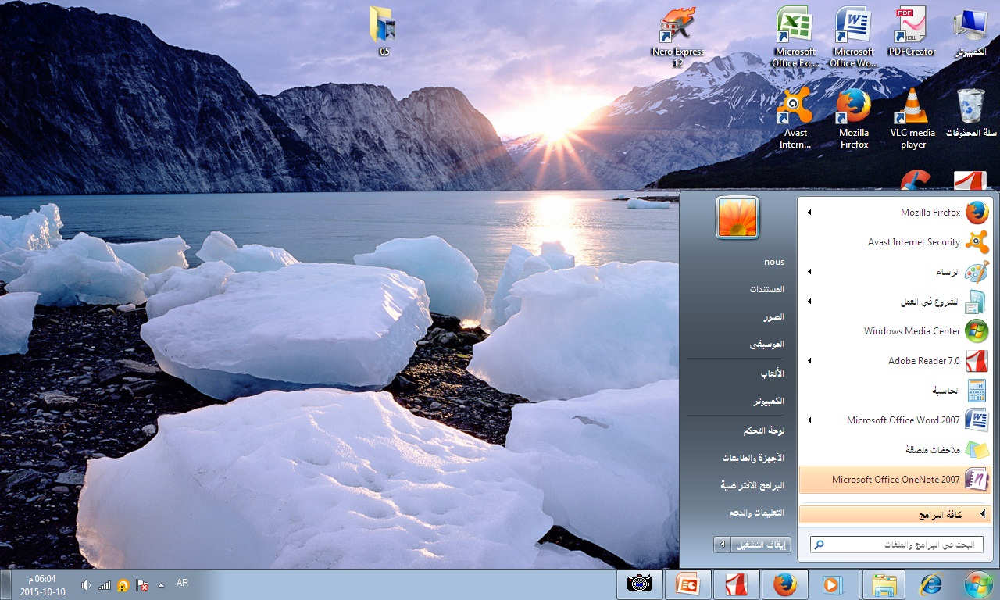 05
Nero Express
12
Microsoft
Office Exc...
Microsoft
Office Wo...
PDFCreator
الكمبيوتر
Avast
Intern...
Mozilla
Firefox
VLC media
player
سلة المحذوفات
PDF
Mozilla Firefox
Avast Internet Security
الرسام
الشروع في العمل
Windows Media Center
Adobe Reader 7.0
الحاسبة
Microsoft Office Word 2007
ملاحظات ملصقة
Microsoft Office OneNote 2007
كافة البرامج
البحث في البرامج والملفات
nous
المستندات
الصور
الموسيقى
الألعاب
الكمبيوتر
لوحة التحكم
الأجهزة والطابعات
البرامج الافتراضية
التعليمات والدعم
إيقاف التشغيل
AR
06:04 م
2015-10-10